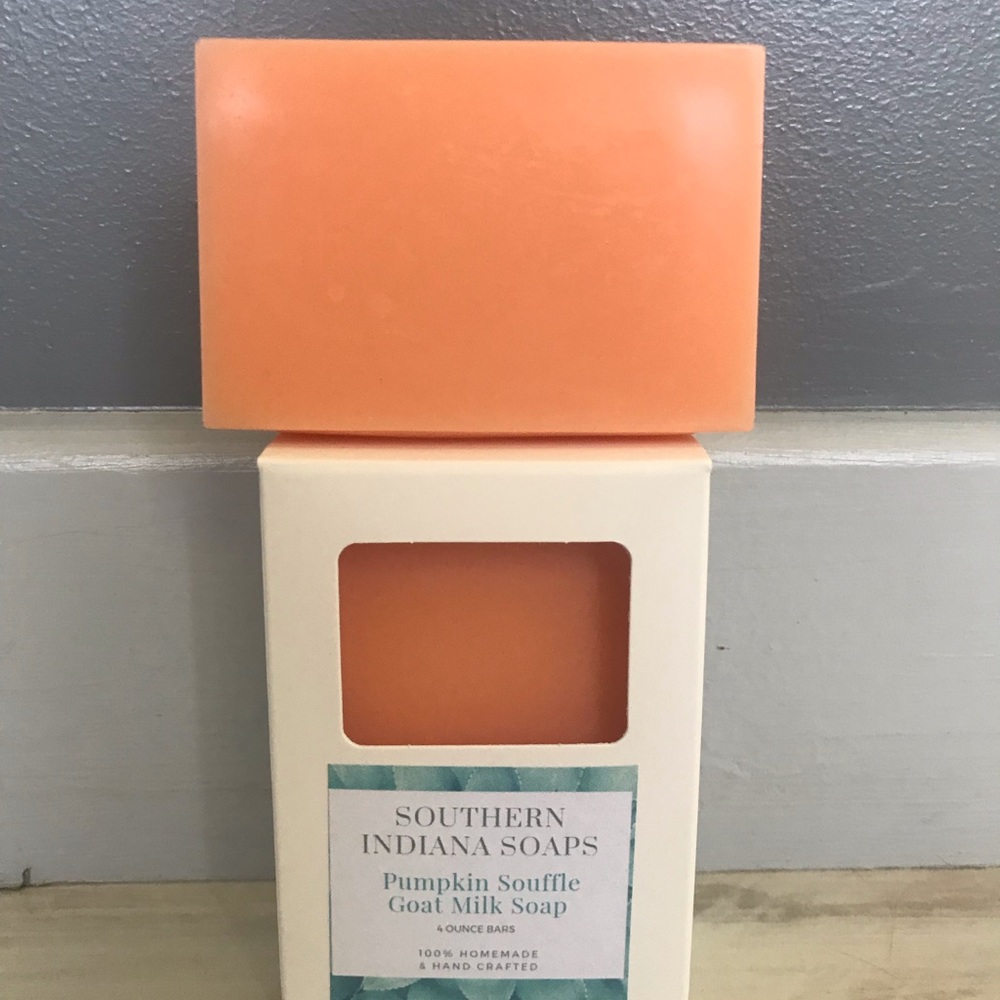 SOUTHERN
INDIANA SOAPS
Pumpkin Souffle
Goat Milk Soap
4 OUNCE BARS
100% HOMEMADE
& HAND CRAFTED